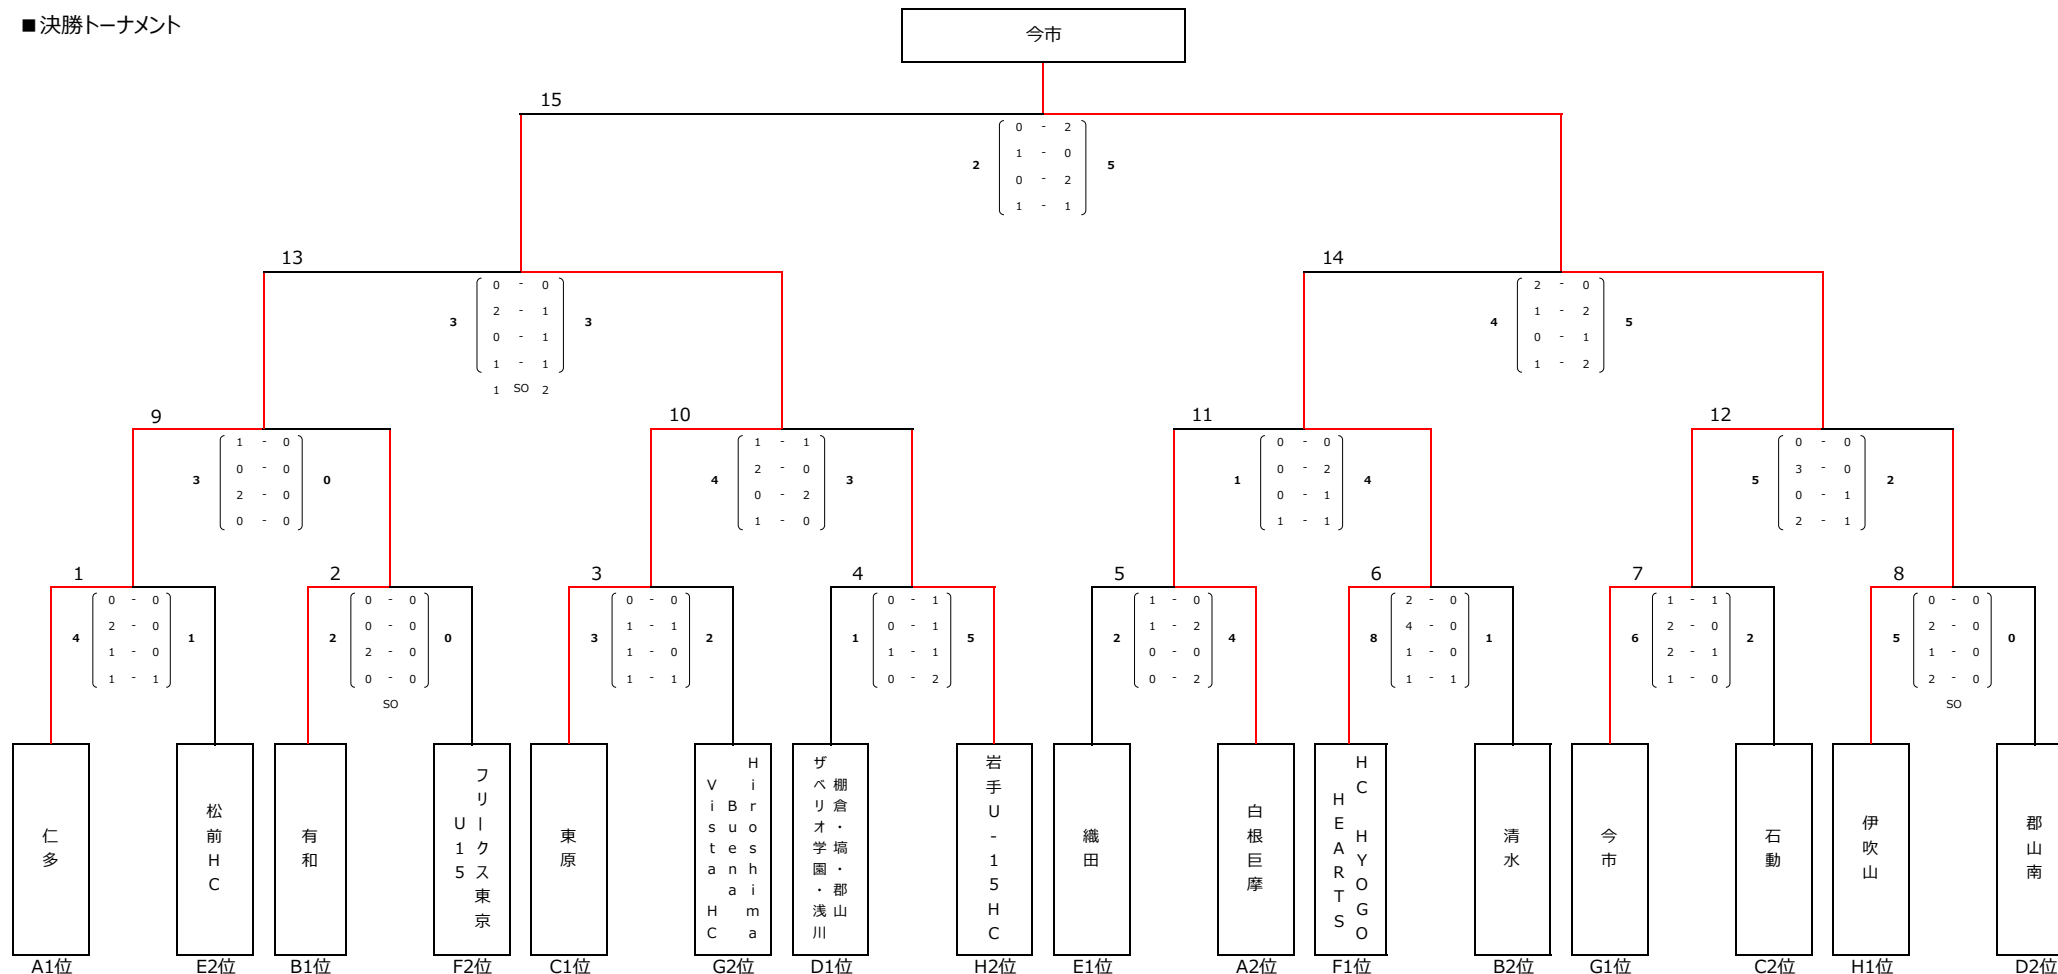 ■決勝トーナメント
今市
15
0 - 2
1 - 0
2 5
0 - 2
1 - 1
13 14
0 - 0
2 - 1
3 3
0 - 1
1 - 1
1 SO 2
2 - 0
1 - 2
4 5
0 - 1
1 - 2
9 10 11 12
1 - 0
0 - 0
3 0
2 - 0
0 - 0
1 - 1
2 - 0
4 3
0 - 2
1 - 0
0 - 0
0 - 2
1 4
0 - 1
1 - 1
0 - 0
3 - 0
5 2
0 - 1
2 - 1
1 2 3 4 5 6 7 8
0 - 0
2 - 0
4 1
1 - 0
1 - 1
0 - 0
0 - 0
2 0
2 - 0
0 - 0
SO
0 - 0
1 - 1
3 2
1 - 0
1 - 1
0 - 1
0 - 1
1 5
1 - 1
0 - 2
1 - 0
1 - 2
2 4
0 - 0
0 - 2
2 - 0
4 - 0
8 1
1 - 0
1 - 1
1 - 1
2 - 0
6 2
2 - 1
1 - 0
0 - 0
2 - 0
5 0
1 - 0
2 - 0
SO
仁多
松前HC
有和
フリークス東京
U15
東原
Hiroshima
Buena
Vista HC
棚倉・塙・郡山
ザベリオ学園・浅川
岩手U-15HC
織田
白根巨摩
HC HYOGO
HEARTS
清水
今市
石動
伊吹山
郡山南
A1位 E2位 B1位 F2位 C1位 G2位 D1位 H2位 E1位 A2位 F1位 B2位 G1位 C2位 H1位 D2位